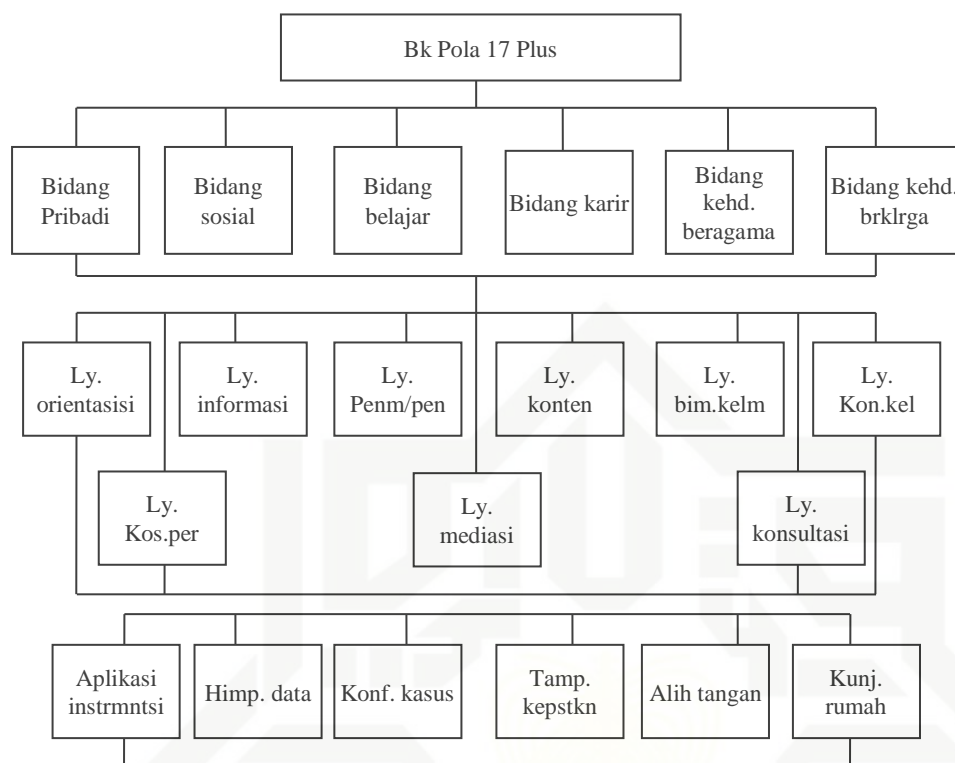 Bk Pola 17 Plus
Bidang
Pribadi
Bidang
sosial
Bidang
belajar
Bidang karir
Bidang
kehd.
beragama
Bidang kehd.
brklrga
Ly.
orientasisi
Ly.
informasi
Ly.
Penm/pen
Ly.
konten
Ly.
bim.kelm
Ly.
Kon.kel
Ly.
Kos.per
Ly.
mediasi
Ly.
konsultasi
Aplikasi
instrmntsi
Himp. data
Konf. kasus
Tamp.
kepstkn
Alih tangan
Kunj.
rumah